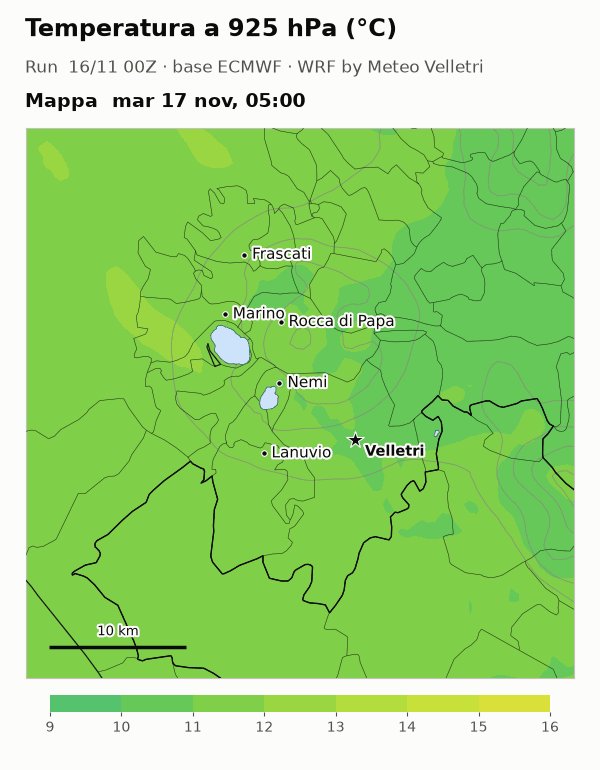 Temperatura a 925 hPa (°C)
Run  16/11 00Z · base ECMWF · WRF by Meteo Velletri
Mappa  mar 17 nov, 05:00
Frascati
Marino
Rocca di Papa
Nemi
Velletri
Lanuvio
10 km
9 10 11 12 13 14 15 16